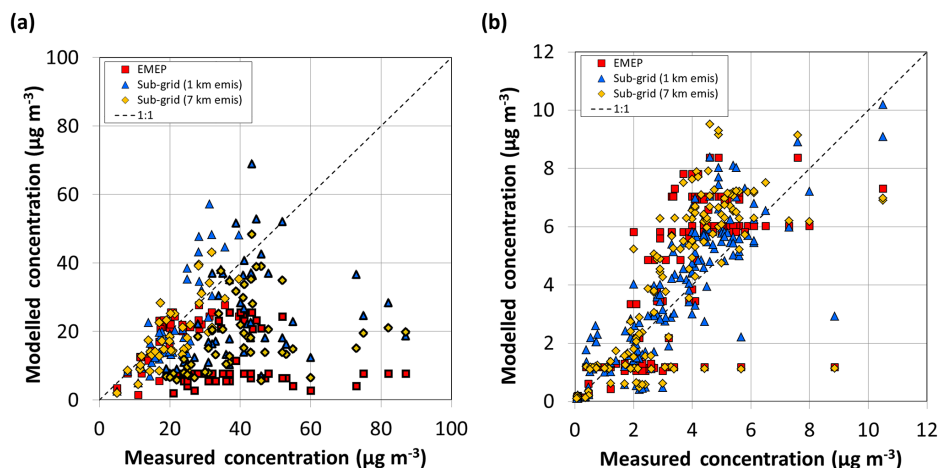 (a)
100
80
60
40
20
0
0 20 40 60 80 100
EMEP
Sub-grid (1 km emis)
Sub-grid (7 km emis)
1:1
Modelled concentration (µg m⁻³)
Measured concentration (µg m⁻³)
(b)
12
10
8
6
4
2
0
0 2 4 6 8 10 12
EMEP
Sub-grid (1 km emis)
Sub-grid (7 km emis)
1:1
Modelled concentration (µg m⁻³)
Measured concentration (µg m⁻³)